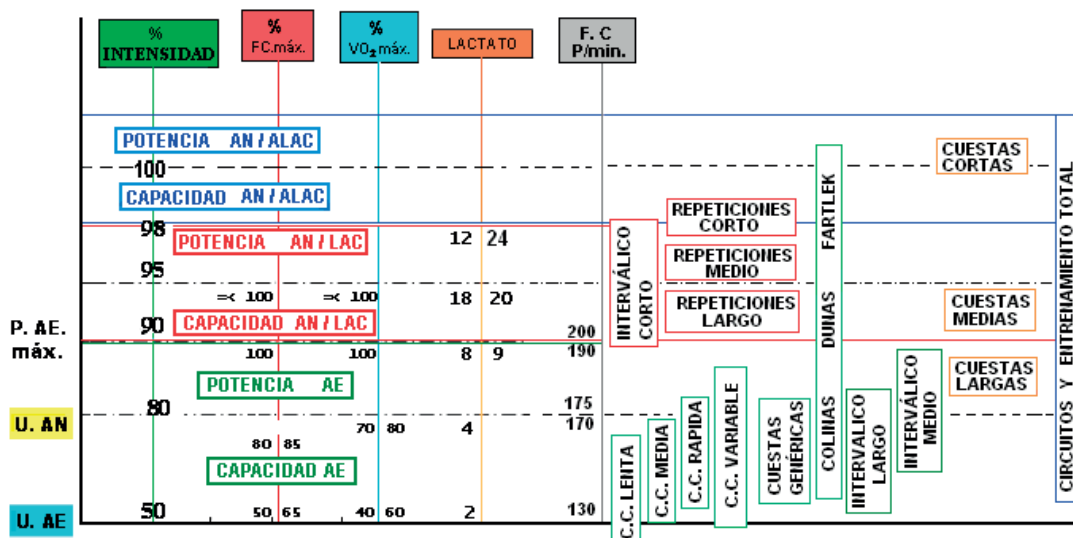 %
INTENSIDAD
%
FC.máx.
%
VO₂máx.
LACTATO
F. C
P/min.
POTENCIA AN / ALAC
100
CAPACIDAD AN / ALAC
98
POTENCIA AN / LAC
12 24
95
=< 100 =< 100 18 20
90
CAPACIDAD AN / LAC
P. AE.
máx.
200
190
100 100 8 9
POTENCIA AE
80
175
170
U. AN
70 80 4
80 85
CAPACIDAD AE
50
50 65 40 60 2 130
U. AE
C.C. LENTA
INTERVÁLICO
CORTO
C.C. MEDIA
REPETICIONES
CORTO
REPETICIONES
MEDIO
REPETICIONES
LARGO
C.C. RAPIDA
C.C. VARIABLE
CUESTAS
GENÉRICAS
COLINAS DUNAS FARTLEK
INTERVALICO
LARGO
INTERVÁLICO
MEDIO
CUESTAS
CORTAS
CUESTAS
MEDIAS
CUESTAS
LARGAS
CIRCUITOS Y ENTRENAMIENTO TOTAL